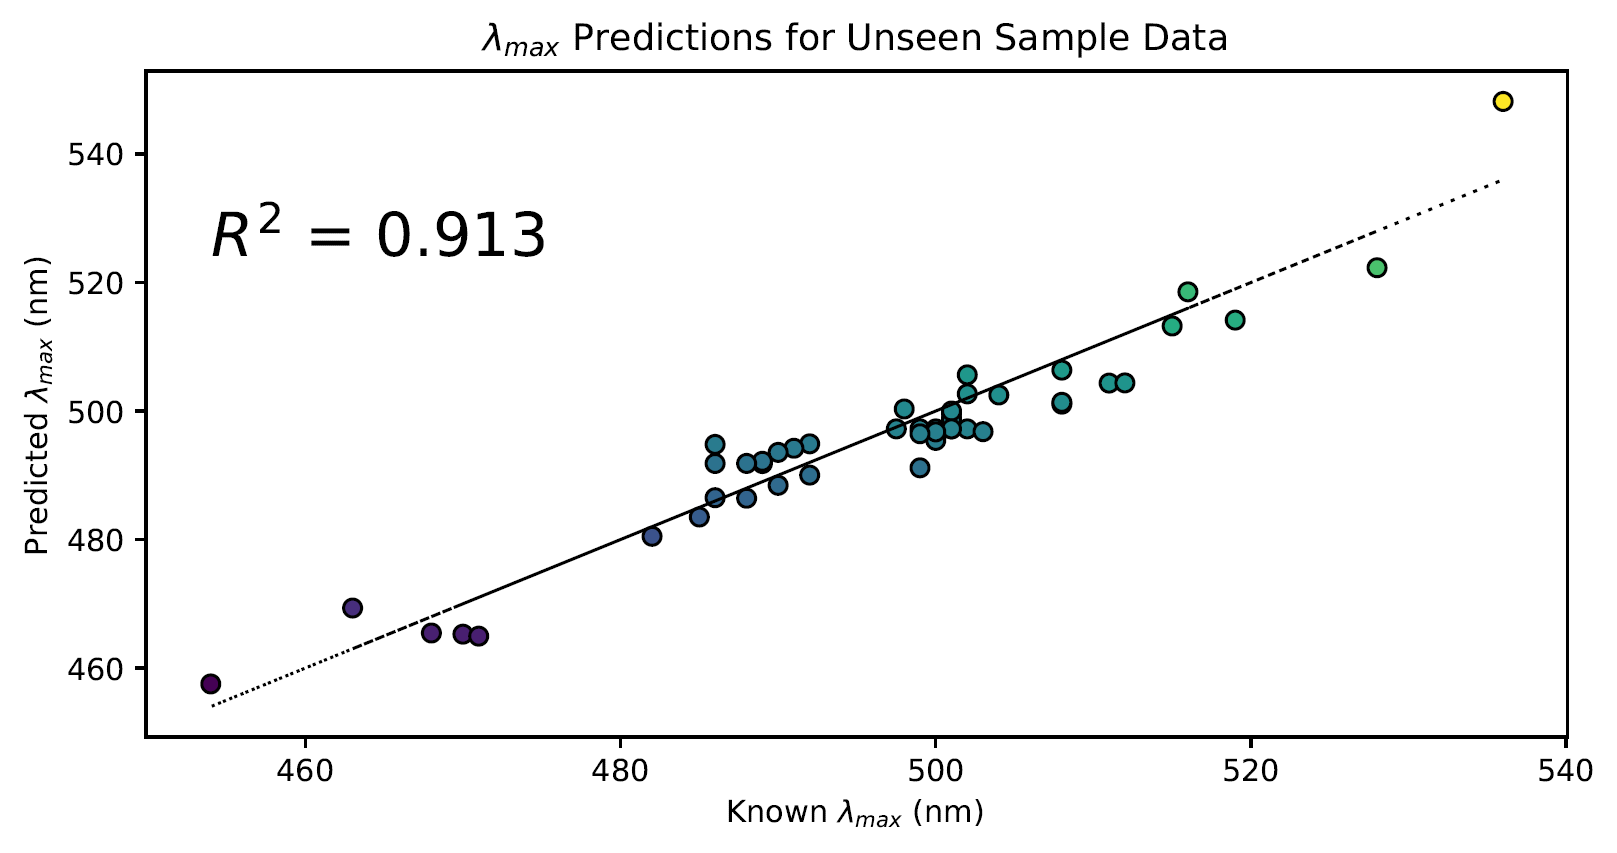 λmax Predictions for Unseen Sample Data
R² = 0.913
Predicted λmax (nm)
540
520
500
480
460
460 480 500 520 540
Known λmax (nm)